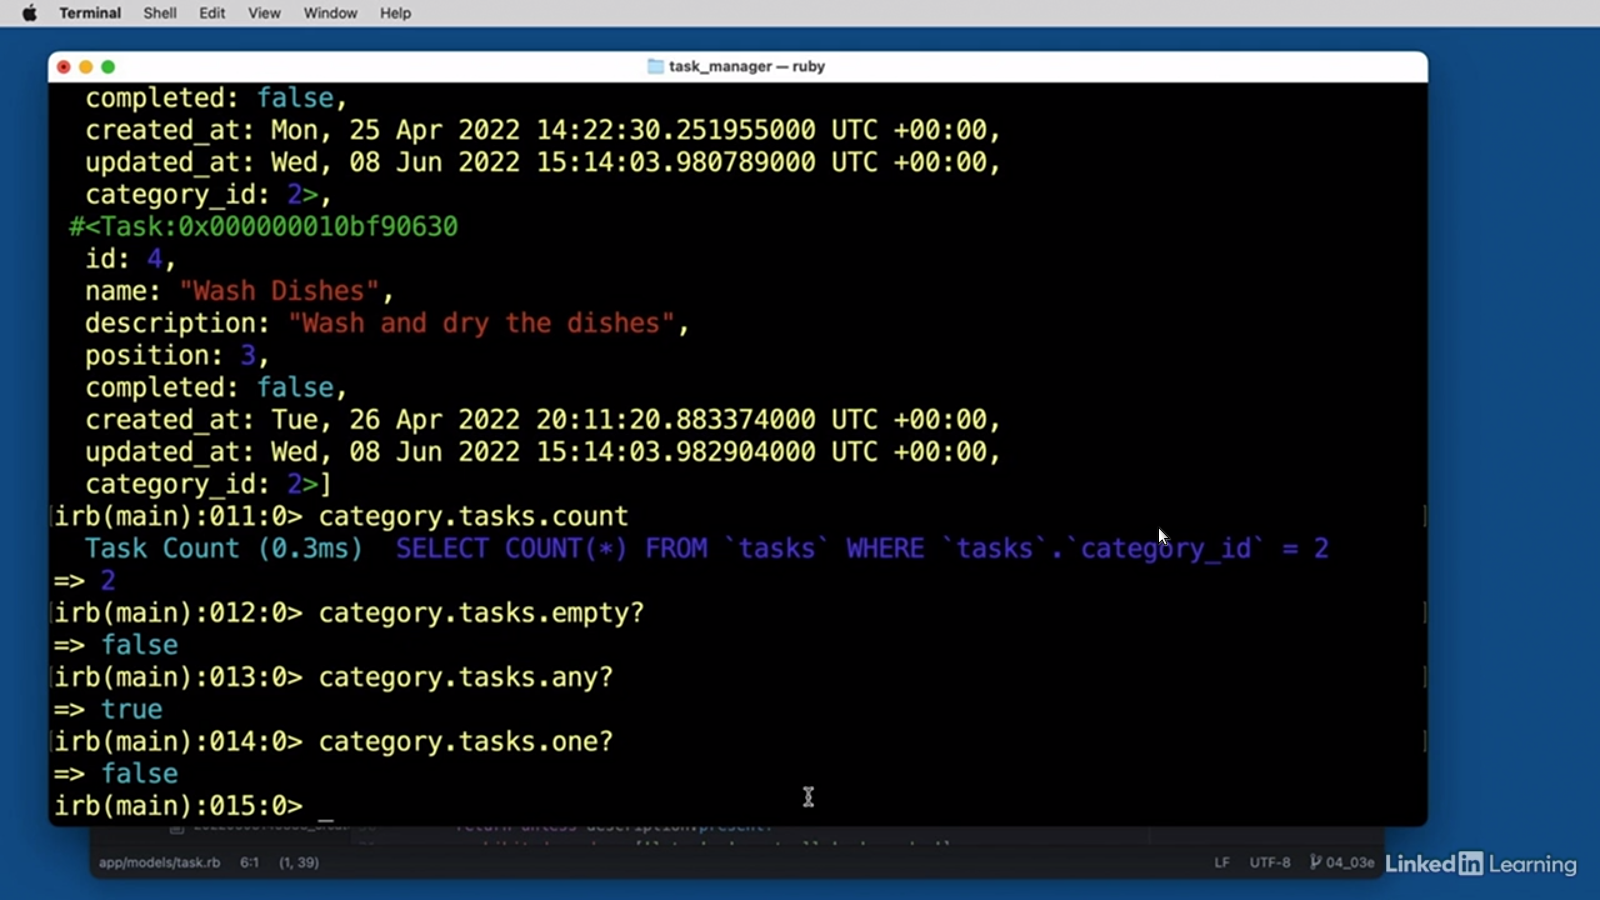 Terminal Shell Edit View Window Help
task_manager — ruby
completed: false,
created_at: Mon, 25 Apr 2022 14:22:30.251955000 UTC +00:00,
updated_at: Wed, 08 Jun 2022 15:14:03.980789000 UTC +00:00,
category_id: 2>,
#<Task:0x000000010bf90630
id: 4,
name: "Wash Dishes",
description: "Wash and dry the dishes",
position: 3,
completed: false,
created_at: Tue, 26 Apr 2022 20:11:20.883374000 UTC +00:00,
updated_at: Wed, 08 Jun 2022 15:14:03.982904000 UTC +00:00,
category_id: 2>]
irb(main):011:0> category.tasks.count
Task Count (0.3ms) SELECT COUNT(*) FROM `tasks` WHERE `tasks`.`category_id` = 2
=> 2
irb(main):012:0> category.tasks.empty?
=> false
irb(main):013:0> category.tasks.any?
=> true
irb(main):014:0> category.tasks.one?
=> false
irb(main):015:0> _
return unless description.present?
app/models/task.rb 6:1 (1, 39) LF UTF-8 04_03e
LinkedIn Learning